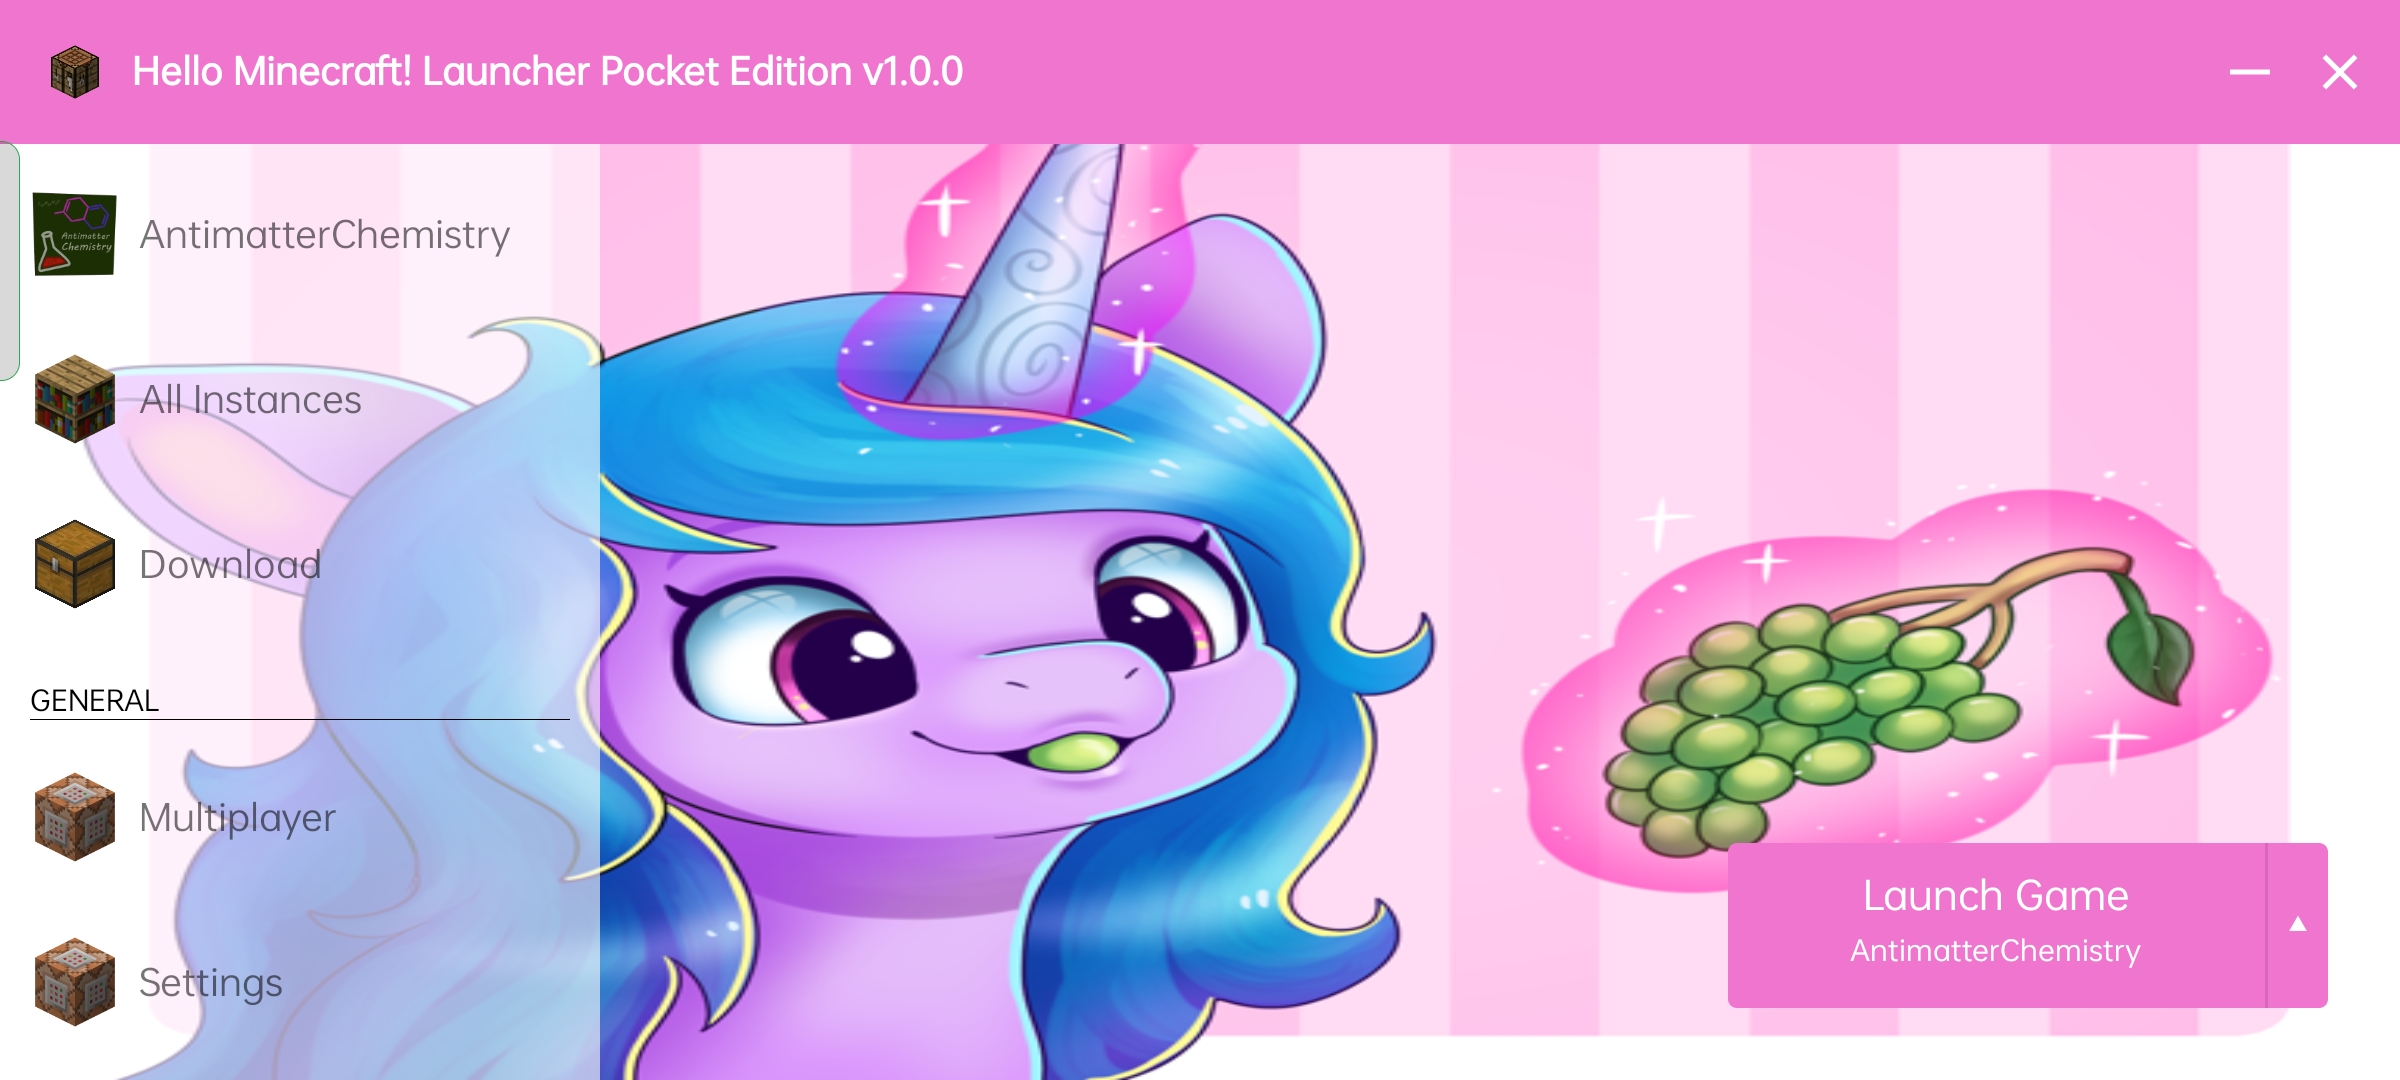 Hello Minecraft! Launcher Pocket Edition v1.0.0
Antimatter
Chemistry
AntimatterChemistry
All Instances
Download
GENERAL
Multiplayer
Settings
Launch Game
AntimatterChemistry